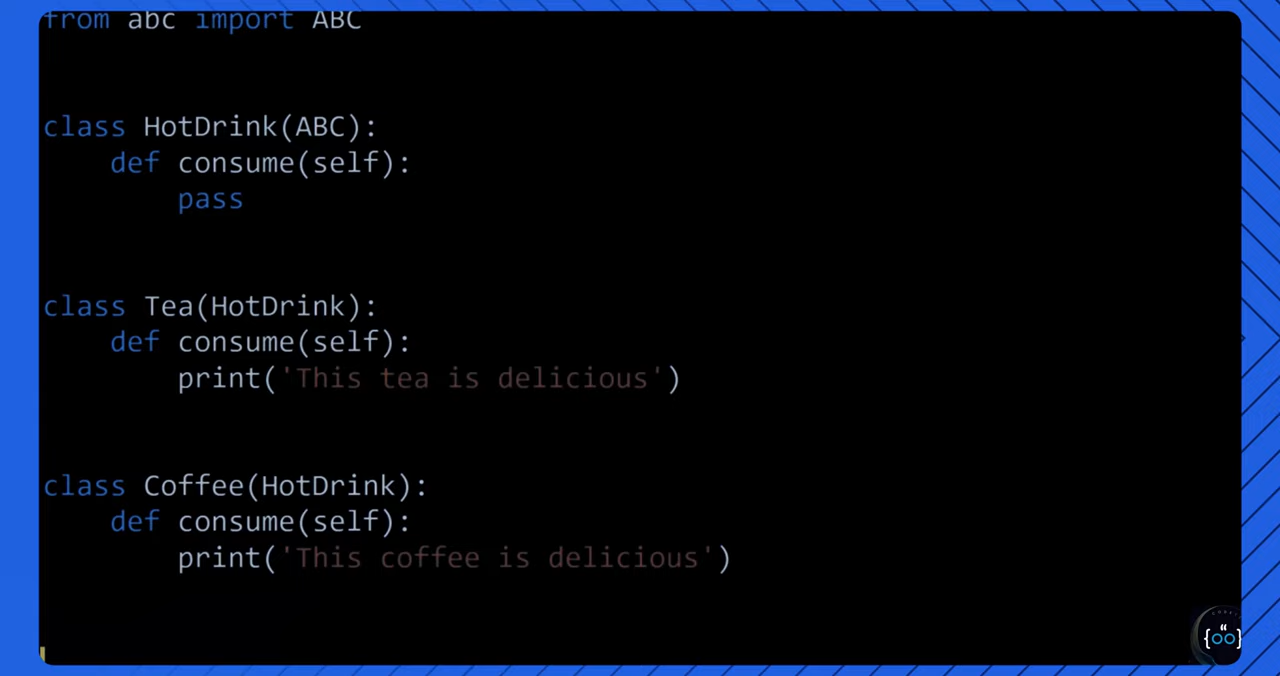 from abc import ABC
class HotDrink(ABC):
    def consume(self):
        pass
class Tea(HotDrink):
    def consume(self):
        print('This tea is delicious')
class Coffee(HotDrink):
    def consume(self):
        print('This coffee is delicious')